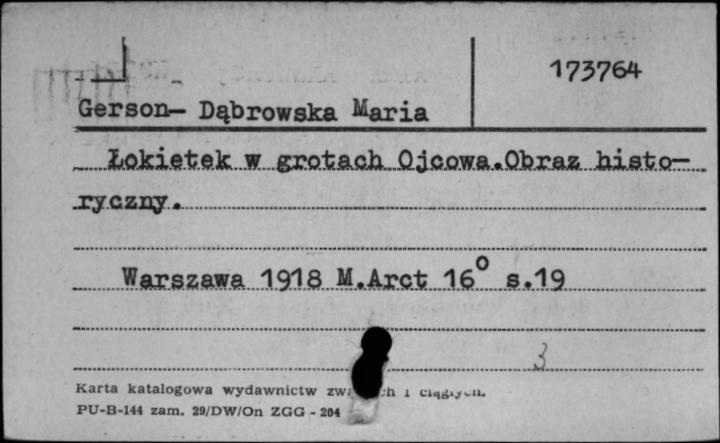 173764
Gerson- Dąbrowska Maria
Łokietek w grotach Ojcowa.Obraz histo-
ryczny.
Warszawa 1918 M.Arct 16° s.19
3
Karta katalogowa wydawnictw i ciągłych.
PU-B-144 zam. 29/DW/On ZGG - 204